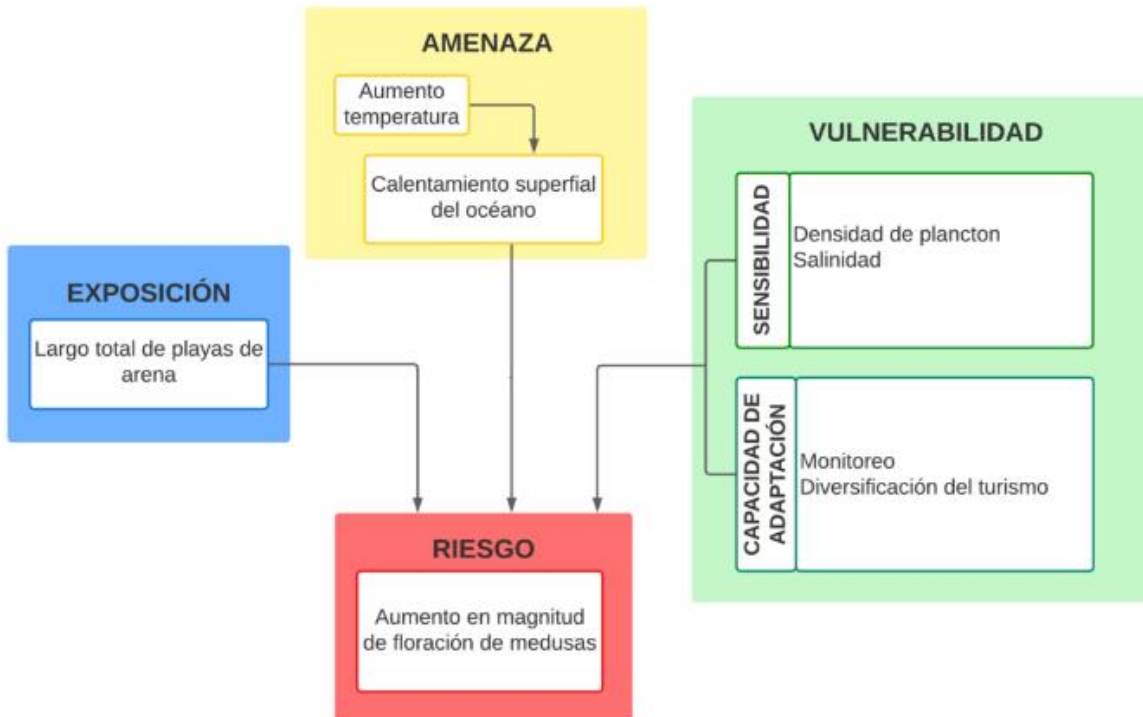 AMENAZA
Aumento
temperatura
Calentamiento superfial
del océano
EXPOSICIÓN
Largo total de playas de
arena
VULNERABILIDAD
SENSIBILIDAD
Densidad de plancton
Salinidad
CAPACIDAD DE
ADAPTACIÓN
Monitoreo
Diversificación del turismo
RIESGO
Aumento en magnitud
de floración de medusas